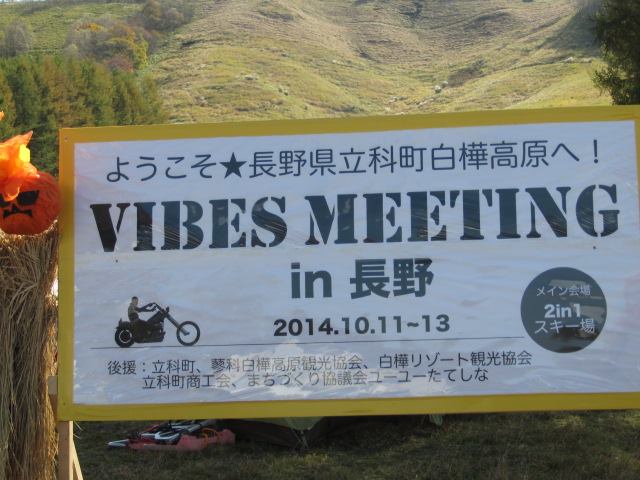 ようこそ★長野県立科町白樺高原へ！
VIBES MEETING
in 長野
2014.10.11~13
メイン会場
2in1
スキー場
後援：立科町、蓼科白樺高原観光協会、白樺リゾート観光協会
立科町商工会、まちづくり協議会ユーユーたてしな